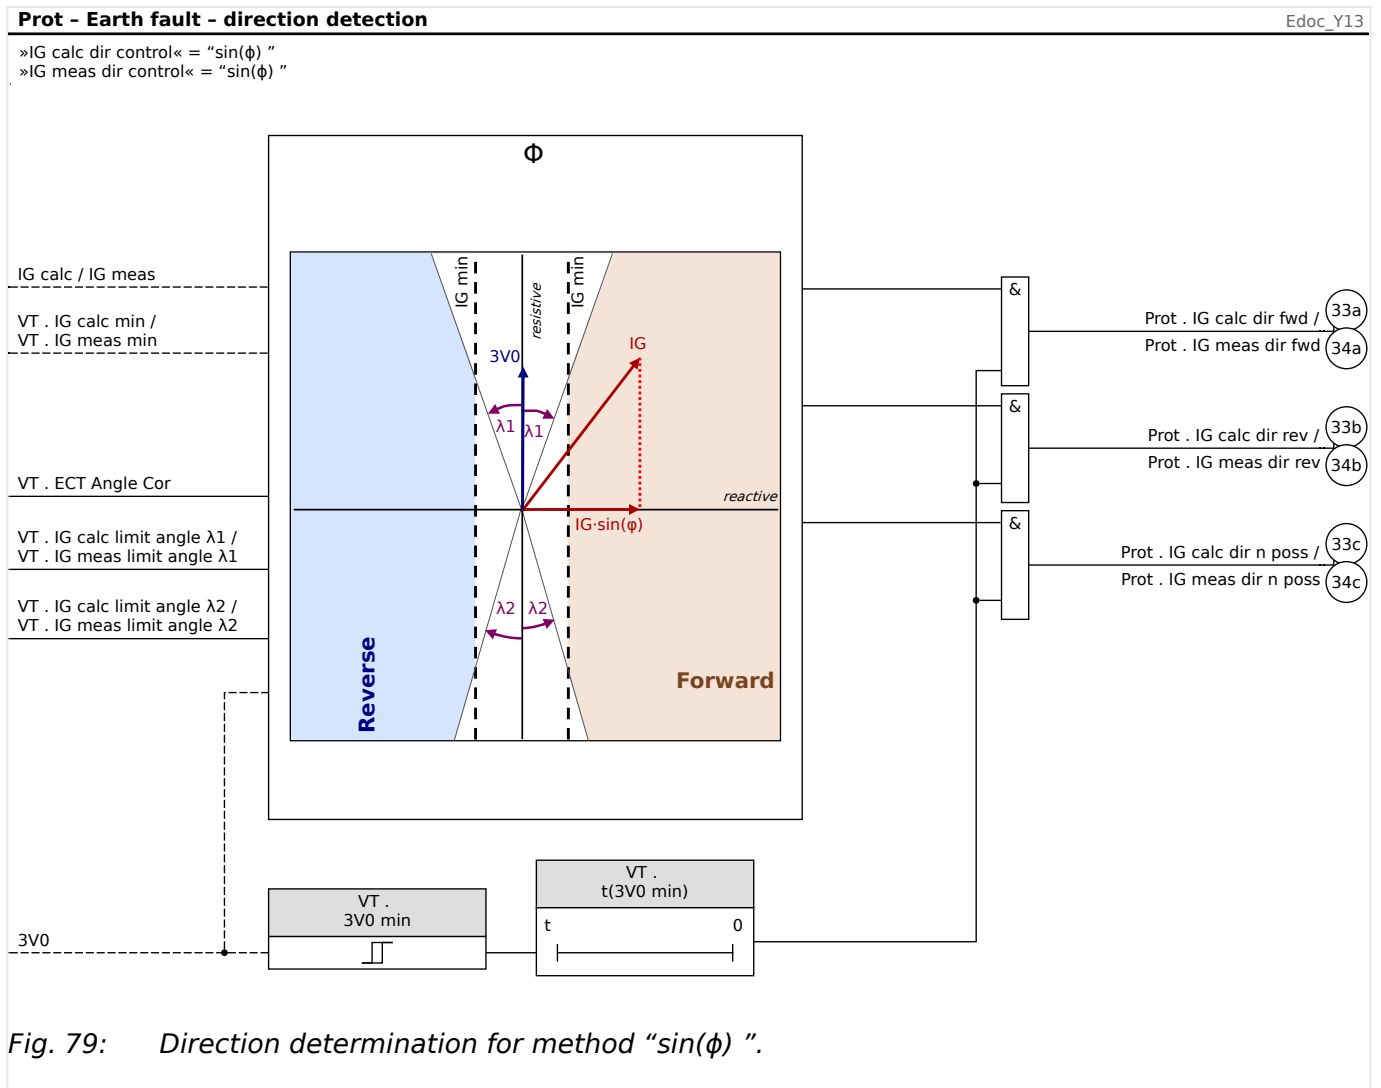 Prot – Earth fault – direction detection
Edoc_Y13
»IG calc dir control« = “sin(ϕ) ”
»IG meas dir control« = “sin(ϕ) ”
Φ
IG calc / IG meas
VT . IG calc min /
VT . IG meas min
VT . ECT Angle Cor
VT . IG calc limit angle λ1 /
VT . IG meas limit angle λ1
VT . IG calc limit angle λ2 /
VT . IG meas limit angle λ2
3V0
IG min
resistive
IG min
3V0
IG
λ1
λ1
reactive
IG·sin(φ)
λ2
λ2
Reverse
Forward
&
Prot . IG calc dir fwd /
Prot . IG meas dir fwd
33a
34a
&
Prot . IG calc dir rev /
Prot . IG meas dir rev
33b
34b
&
Prot . IG calc dir n poss /
Prot . IG meas dir n poss
33c
34c
VT .
3V0 min
VT .
t(3V0 min)
t
0
Fig. 79: Direction determination for method “sin(ϕ) ”.